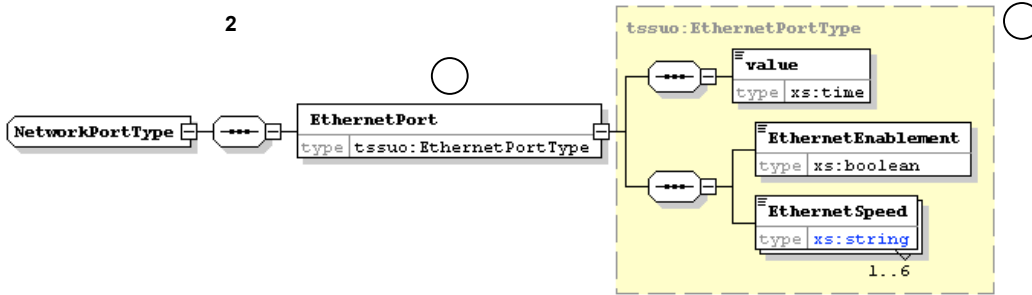 2
tssuo:EthernetPortType
value
type xs:time
EthernetPort
NetworkPortType
type tssuo:EthernetPortType
EthernetEnablement
type xs:boolean
EthernetSpeed
type xs:string
1..6